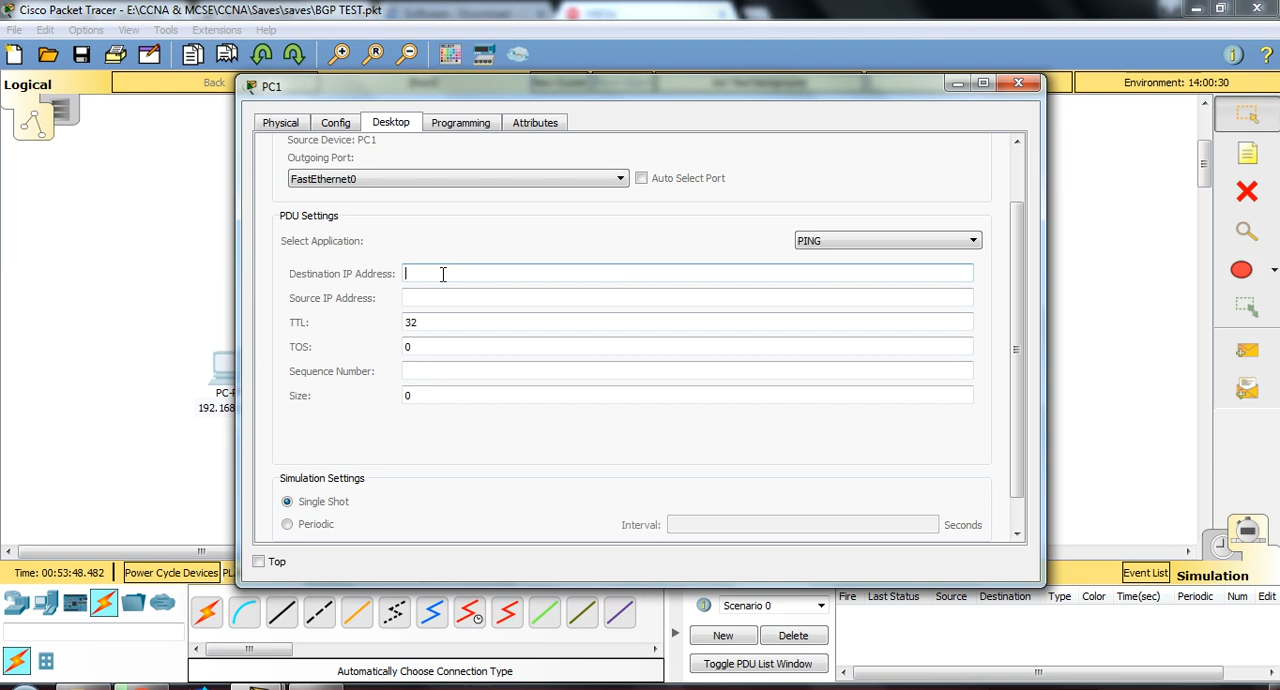 Cisco Packet Tracer - E:\CCNA & MCSE\CCNA\Saves\saves\BGP TEST.pkt
File Edit Options View Tools Extensions Help
Logical
Back
Environment: 14:00:30
PC1
Physical Config Desktop Programming Attributes
Source Device: PC1
Outgoing Port:
FastEthernet0
Auto Select Port
PDU Settings
Select Application: PING
Destination IP Address:
Source IP Address:
TTL: 32
TOS: 0
Sequence Number:
Size: 0
Simulation Settings
Single Shot
Periodic Interval: Seconds
Top
192.168
Time: 00:53:48.482 Power Cycle Devices
Event List Simulation
Scenario 0
New Delete
Toggle PDU List Window
Fire Last Status Source Destination Type Color Time(sec) Periodic Num Edit
Automatically Choose Connection Type